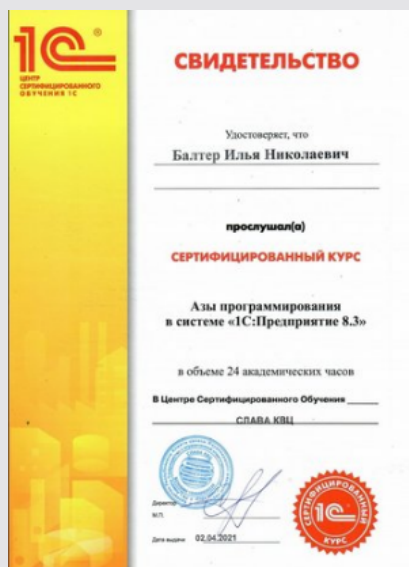 1С®
ЦЕНТР
СЕРТИФИЦИРОВАННОГО
ОБУЧЕНИЯ 1С
СВИДЕТЕЛЬСТВО
Удостоверяет, что
Балтер Илья Николаевич
прослушал(а)
СЕРТИФИЦИРОВАННЫЙ КУРС
Азы программирования
в системе «1С:Предприятие 8.3»
в объеме 24 академических часов
В Центре Сертифицированного Обучения
СЛАВА КВЦ
Директор
М.П.
Дата выдачи 02.04.2021
СЕРТИФИЦИРОВАННЫЙ
1С
КУРС